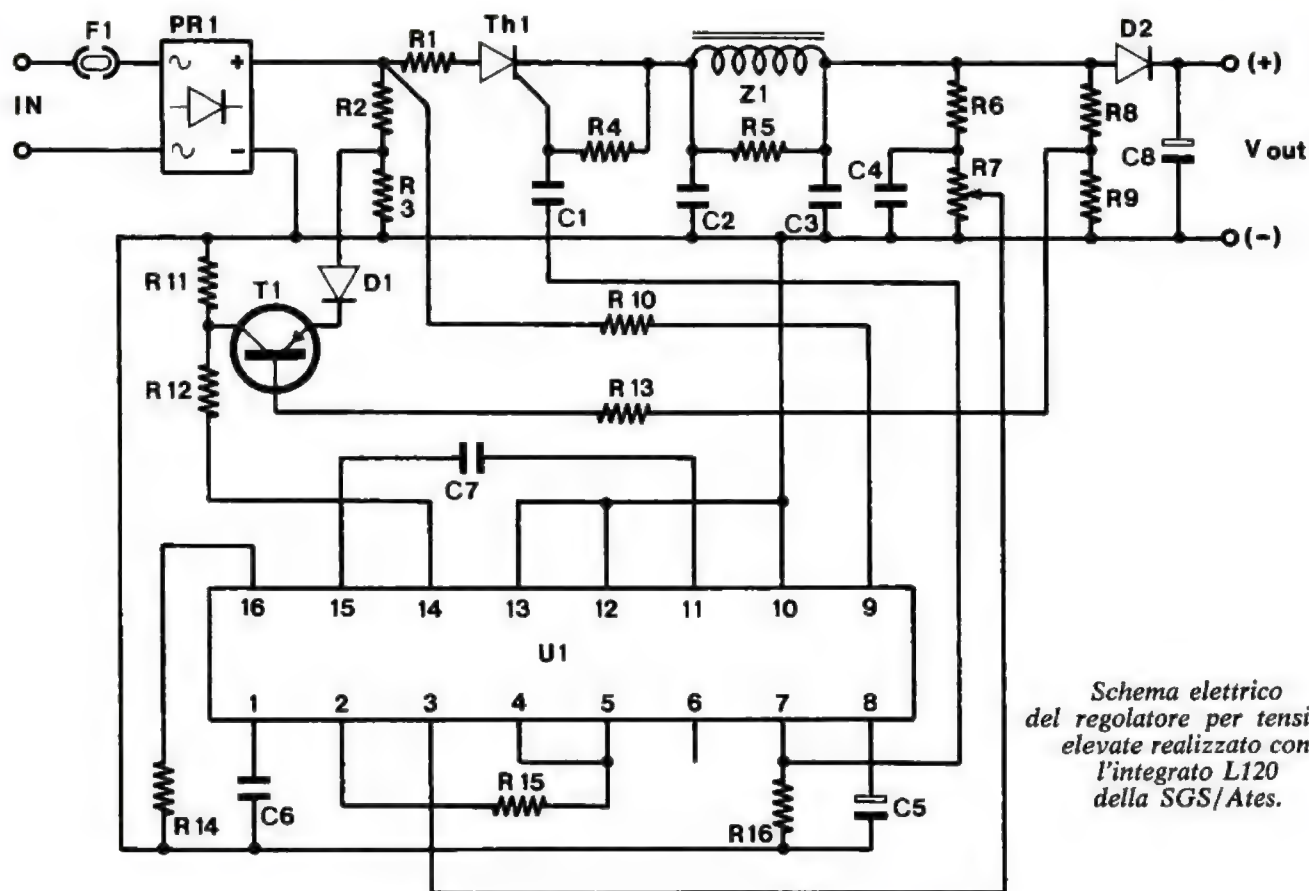 F1
PR1
R1
Th1
D2
+
(+)
IN
R2
Z1
R6
R8
R4
R5
C8
V out
C4
R7
-
R
3
R9
C1
C2
C3
(-)
R11
T1
D1
R10
R12
R13
C7
16
15
14
13
12
11
10
9
U1
1
2
3
4
5
6
7
8
R15
R14
C6
R16
C5
Schema elettrico
del regolatore per tensi
elevate realizzato con
l'integrato L120
della SGS/Ates.